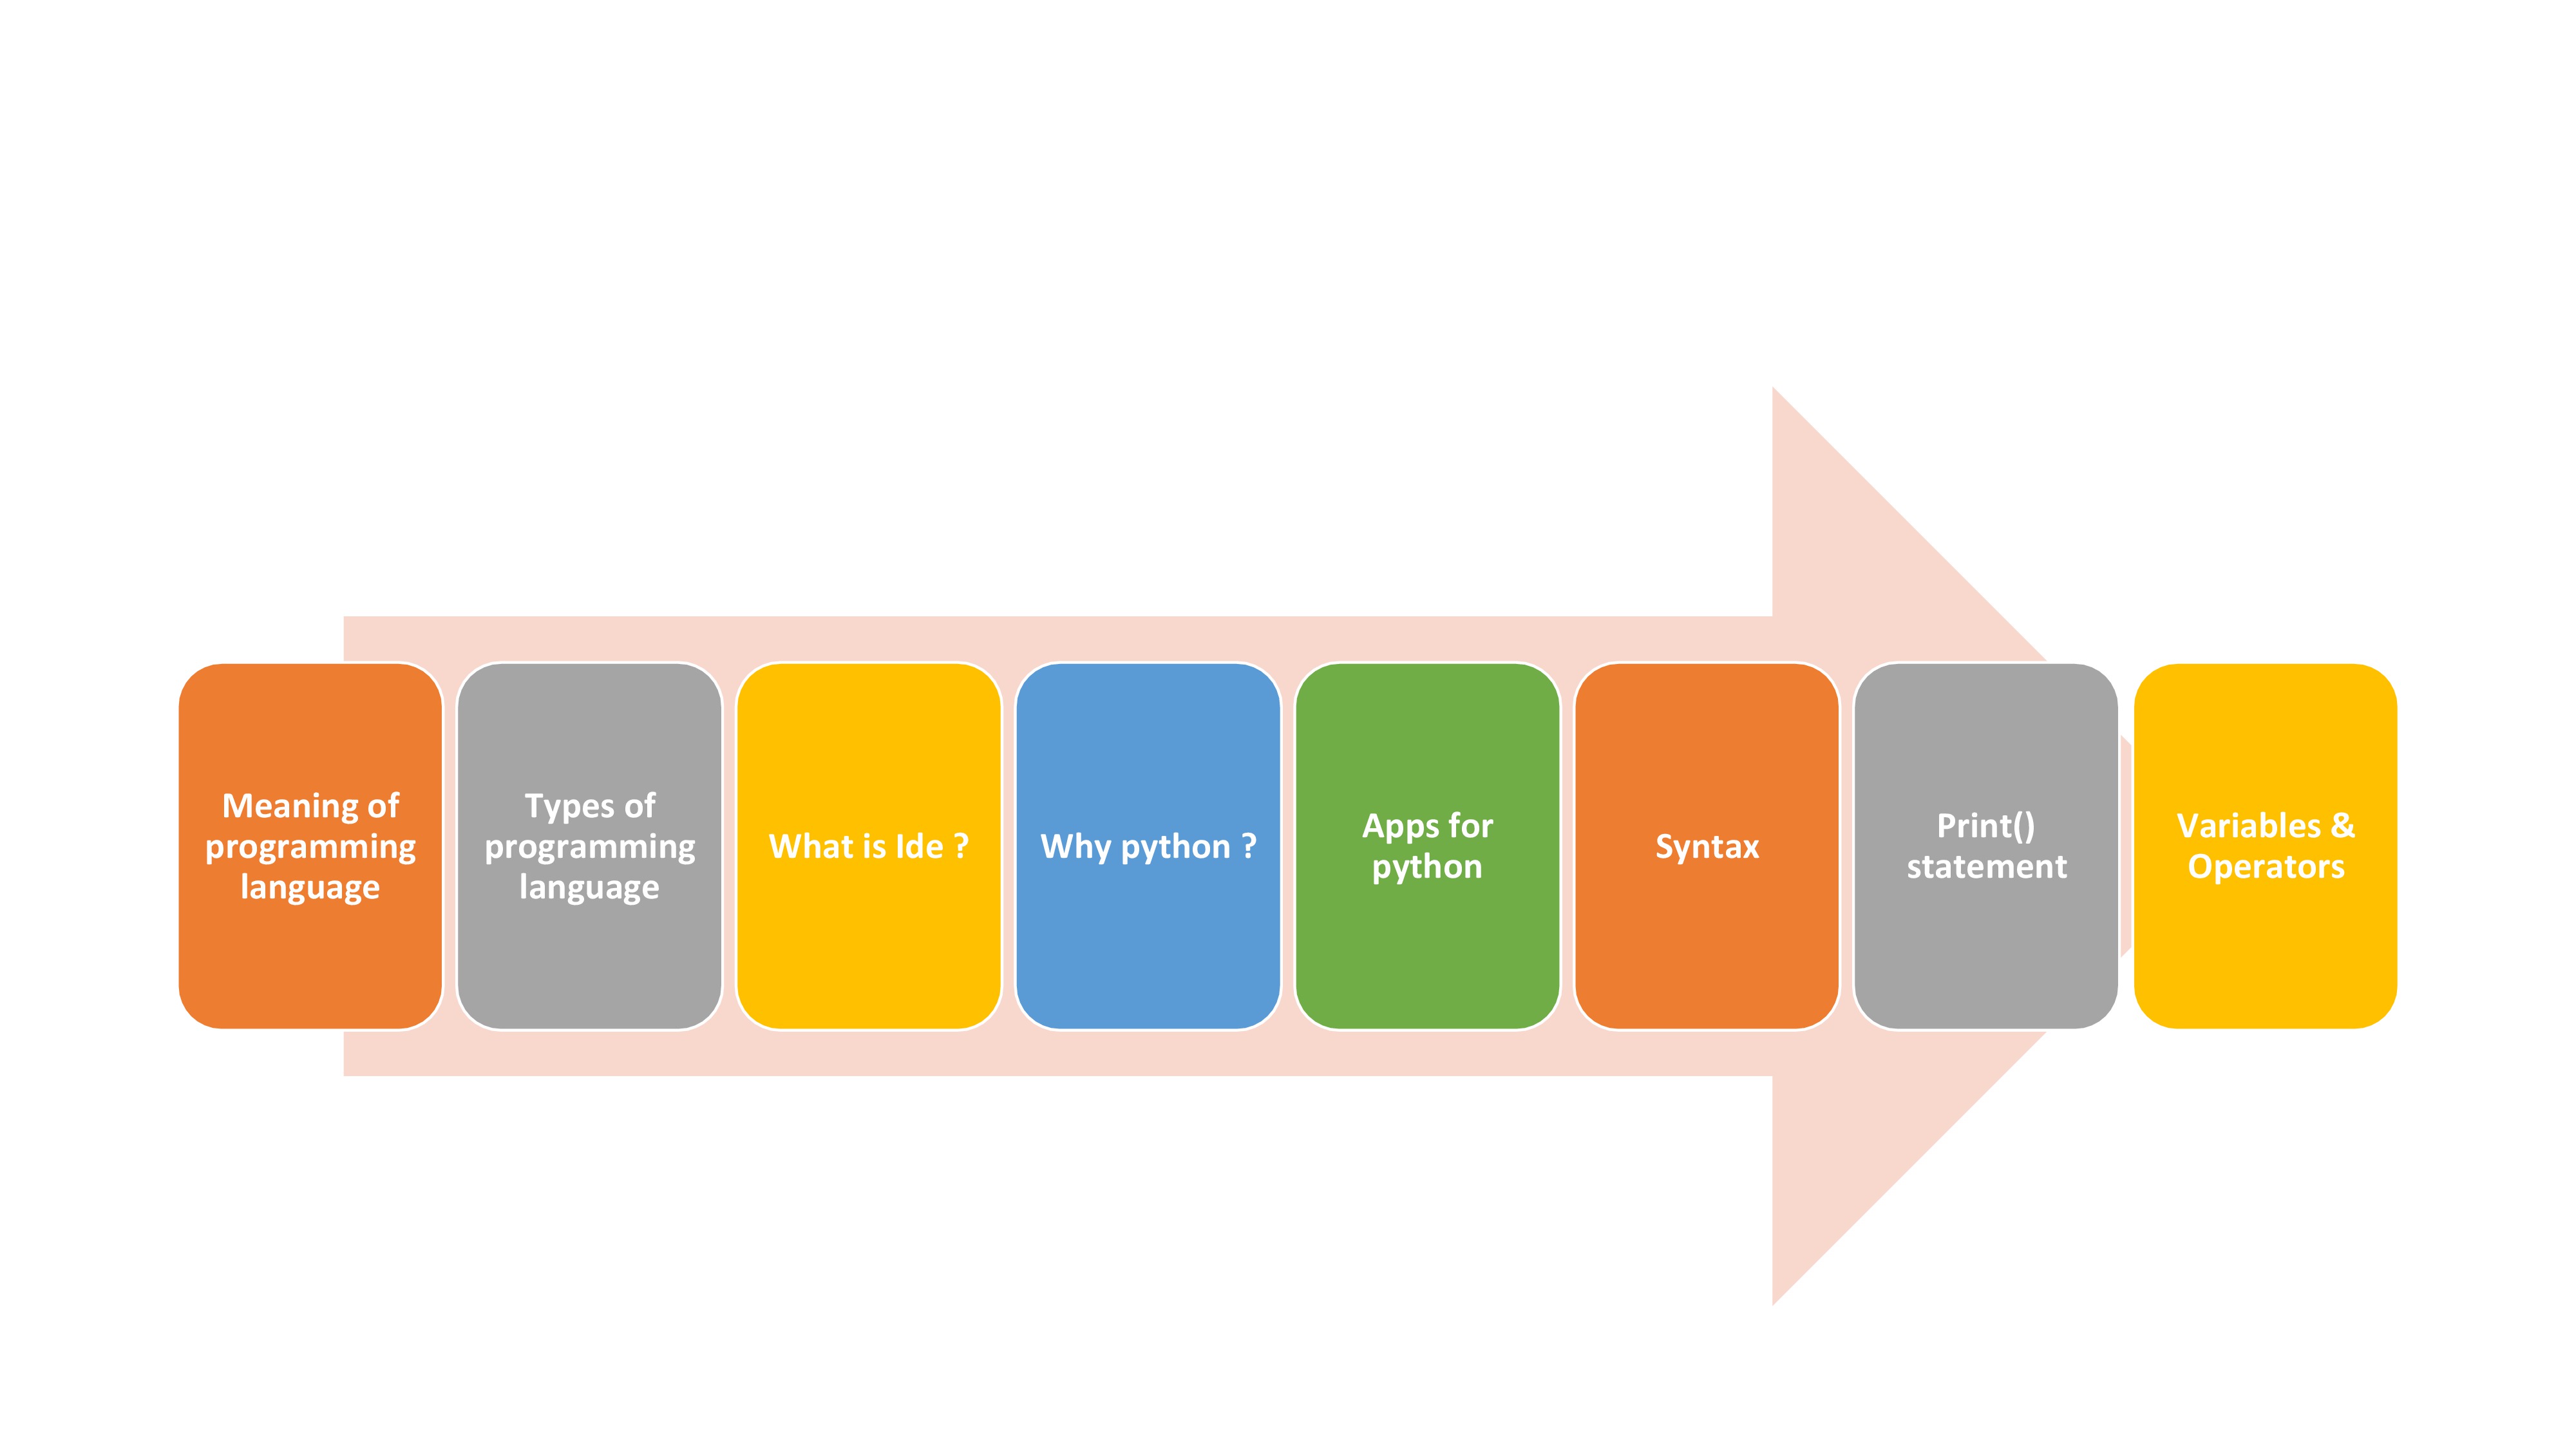 Meaning of
programming
language
Types of
programming
language
What is Ide ?
Why python ?
Apps for
python
Syntax
Print()
statement
Variables &
Operators